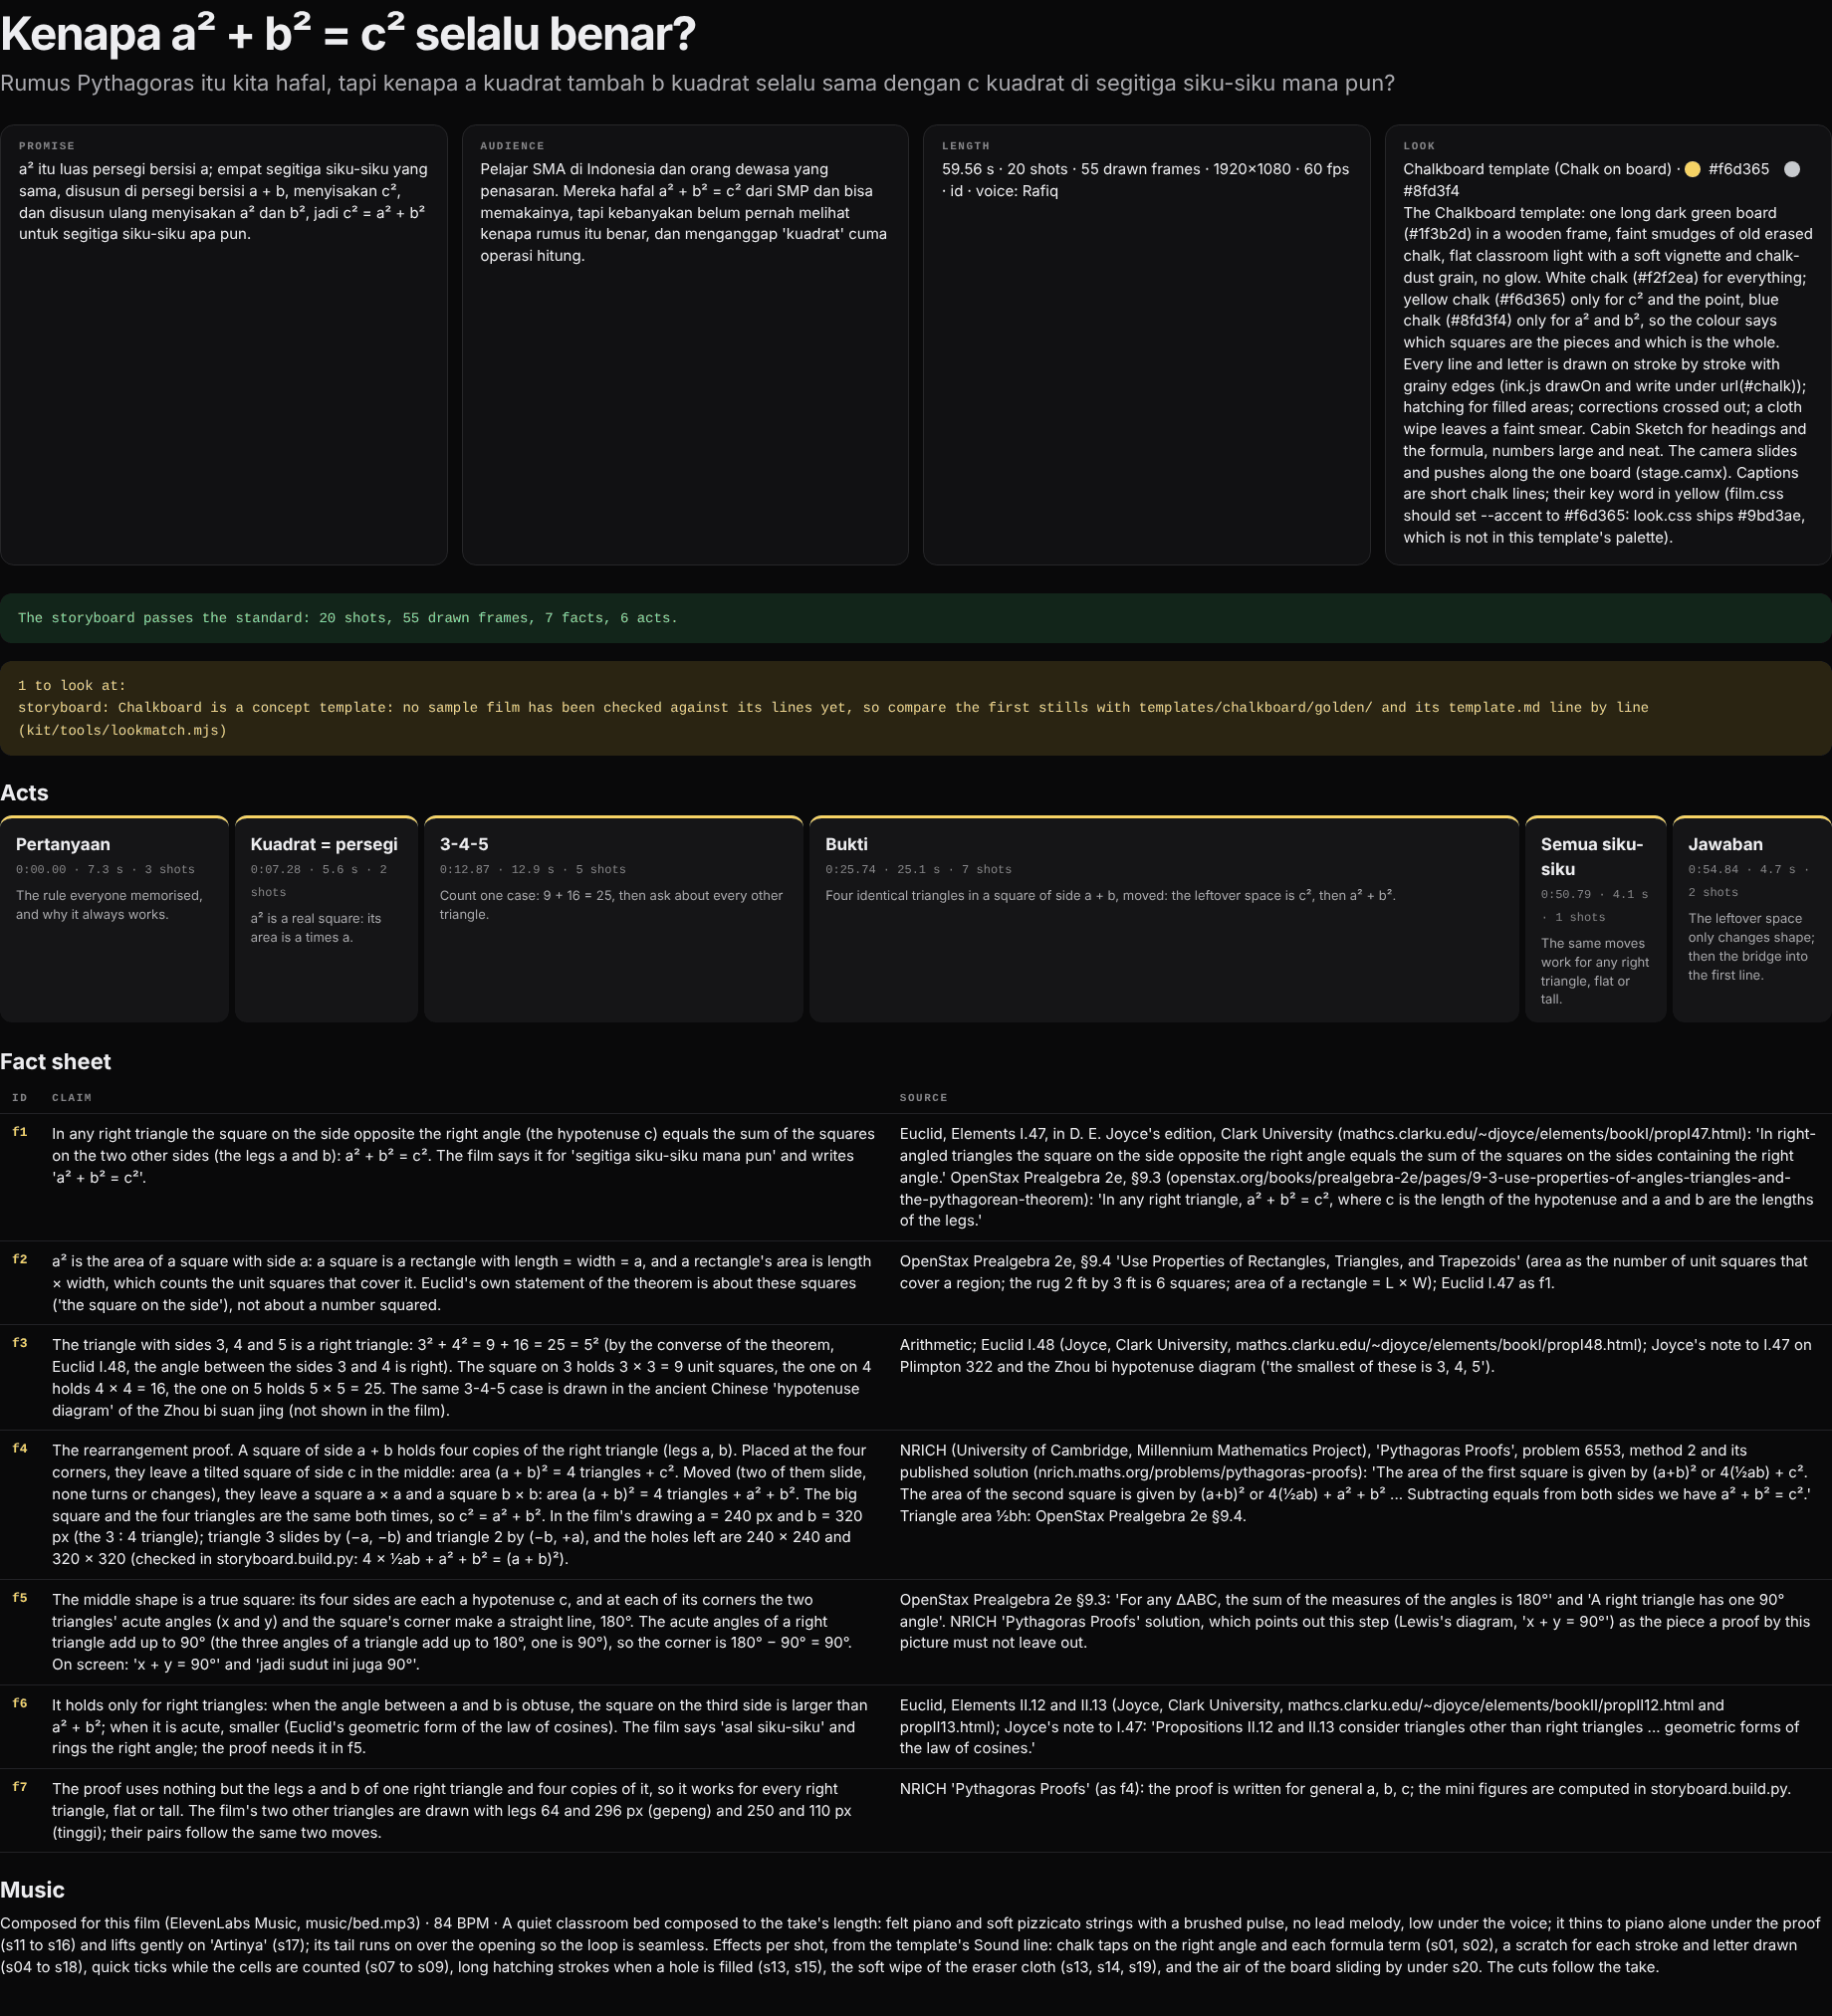 Kenapa a² + b² = c² selalu benar?
Rumus Pythagoras itu kita hafal, tapi kenapa a kuadrat tambah b kuadrat selalu sama dengan c kuadrat di segitiga siku-siku mana pun?
PROMISE
a² itu luas persegi bersisi a; empat segitiga siku-siku yang
sama, disusun di persegi bersisi a + b, menyisakan c²,
dan disusun ulang menyisakan a² dan b², jadi c² = a² + b²
untuk segitiga siku-siku apa pun.
AUDIENCE
Pelajar SMA di Indonesia dan orang dewasa yang
penasaran. Mereka hafal a² + b² = c² dari SMP dan bisa
memakainya, tapi kebanyakan belum pernah melihat
kenapa rumus itu benar, dan menganggap 'kuadrat' cuma
operasi hitung.
LENGTH
59.56 s · 20 shots · 55 drawn frames · 1920×1080 · 60 fps
· id · voice: Rafiq
LOOK
Chalkboard template (Chalk on board) · #f6d365
#8fd3f4
The Chalkboard template: one long dark green board
(#1f3b2d) in a wooden frame, faint smudges of old erased
chalk, flat classroom light with a soft vignette and chalk-
dust grain, no glow. White chalk (#f2f2ea) for everything;
yellow chalk (#f6d365) only for c² and the point, blue
chalk (#8fd3f4) only for a² and b², so the colour says
which squares are the pieces and which is the whole.
Every line and letter is drawn on stroke by stroke with
grainy edges (ink.js drawOn and write under url(#chalk));
hatching for filled areas; corrections crossed out; a cloth
wipe leaves a faint smear. Cabin Sketch for headings and
the formula, numbers large and neat. The camera slides
and pushes along the one board (stage.camx). Captions
are short chalk lines; their key word in yellow (film.css
should set --accent to #f6d365: look.css ships #9bd3ae,
which is not in this template's palette).
The storyboard passes the standard: 20 shots, 55 drawn frames, 7 facts, 6 acts.
1 to look at:
storyboard: Chalkboard is a concept template: no sample film has been checked against its lines yet, so compare the first stills with templates/chalkboard/golden/ and its template.md line by line
(kit/tools/lookmatch.mjs)
Acts
Pertanyaan
0:00.00 · 7.3 s · 3 shots
The rule everyone memorised,
and why it always works.
Kuadrat = persegi
0:07.28 · 5.6 s · 2
shots
a² is a real square: its
area is a times a.
3-4-5
0:12.87 · 12.9 s · 5 shots
Count one case: 9 + 16 = 25, then ask about every other
triangle.
Bukti
0:25.74 · 25.1 s · 7 shots
Four identical triangles in a square of side a + b, moved: the leftover space is c², then a² + b².
Semua siku-
siku
0:50.79 · 4.1 s
· 1 shots
The same moves
work for any right
triangle, flat or
tall.
Jawaban
0:54.84 · 4.7 s ·
2 shots
The leftover space
only changes shape;
then the bridge into
the first line.
Fact sheet
ID CLAIM SOURCE
f1
In any right triangle the square on the side opposite the right angle (the hypotenuse c) equals the sum of the squares
on the two other sides (the legs a and b): a² + b² = c². The film says it for 'segitiga siku-siku mana pun' and writes
'a² + b² = c²'.
Euclid, Elements I.47, in D. E. Joyce's edition, Clark University (mathcs.clarku.edu/~djoyce/elements/bookI/propI47.html): 'In right-
angled triangles the square on the side opposite the right angle equals the sum of the squares on the sides containing the right
angle.' OpenStax Prealgebra 2e, §9.3 (openstax.org/books/prealgebra-2e/pages/9-3-use-properties-of-angles-triangles-and-
the-pythagorean-theorem): 'In any right triangle, a² + b² = c², where c is the length of the hypotenuse and a and b are the lengths
of the legs.'
f2
a² is the area of a square with side a: a square is a rectangle with length = width = a, and a rectangle's area is length
× width, which counts the unit squares that cover it. Euclid's own statement of the theorem is about these squares
('the square on the side'), not about a number squared.
OpenStax Prealgebra 2e, §9.4 'Use Properties of Rectangles, Triangles, and Trapezoids' (area as the number of unit squares that
cover a region; the rug 2 ft by 3 ft is 6 squares; area of a rectangle = L × W); Euclid I.47 as f1.
f3
The triangle with sides 3, 4 and 5 is a right triangle: 3² + 4² = 9 + 16 = 25 = 5² (by the converse of the theorem,
Euclid I.48, the angle between the sides 3 and 4 is right). The square on 3 holds 3 × 3 = 9 unit squares, the one on 4
holds 4 × 4 = 16, the one on 5 holds 5 × 5 = 25. The same 3-4-5 case is drawn in the ancient Chinese 'hypotenuse
diagram' of the Zhou bi suan jing (not shown in the film).
Arithmetic; Euclid I.48 (Joyce, Clark University, mathcs.clarku.edu/~djoyce/elements/bookI/propI48.html); Joyce's note to I.47 on
Plimpton 322 and the Zhou bi hypotenuse diagram ('the smallest of these is 3, 4, 5').
f4
The rearrangement proof. A square of side a + b holds four copies of the right triangle (legs a, b). Placed at the four
corners, they leave a tilted square of side c in the middle: area (a + b)² = 4 triangles + c². Moved (two of them slide,
none turns or changes), they leave a square a × a and a square b × b: area (a + b)² = 4 triangles + a² + b². The big
square and the four triangles are the same both times, so c² = a² + b². In the film's drawing a = 240 px and b = 320
px (the 3 : 4 triangle); triangle 3 slides by (−a, −b) and triangle 2 by (−b, +a), and the holes left are 240 × 240 and
320 × 320 (checked in storyboard.build.py: 4 × ½ab + a² + b² = (a + b)²).
NRICH (University of Cambridge, Millennium Mathematics Project), 'Pythagoras Proofs', problem 6553, method 2 and its
published solution (nrich.maths.org/problems/pythagoras-proofs): 'The area of the first square is given by (a+b)² or 4(½ab) + c².
The area of the second square is given by (a+b)² or 4(½ab) + a² + b² ... Subtracting equals from both sides we have a² + b² = c².'
Triangle area ½bh: OpenStax Prealgebra 2e §9.4.
f5
The middle shape is a true square: its four sides are each a hypotenuse c, and at each of its corners the two
triangles' acute angles (x and y) and the square's corner make a straight line, 180°. The acute angles of a right
triangle add up to 90° (the three angles of a triangle add up to 180°, one is 90°), so the corner is 180° − 90° = 90°.
On screen: 'x + y = 90°' and 'jadi sudut ini juga 90°'.
OpenStax Prealgebra 2e §9.3: 'For any ΔABC, the sum of the measures of the angles is 180°' and 'A right triangle has one 90°
angle'. NRICH 'Pythagoras Proofs' solution, which points out this step (Lewis's diagram, 'x + y = 90°') as the piece a proof by this
picture must not leave out.
f6
It holds only for right triangles: when the angle between a and b is obtuse, the square on the third side is larger than
a² + b²; when it is acute, smaller (Euclid's geometric form of the law of cosines). The film says 'asal siku-siku' and
rings the right angle; the proof needs it in f5.
Euclid, Elements II.12 and II.13 (Joyce, Clark University, mathcs.clarku.edu/~djoyce/elements/bookII/propII12.html and
propII13.html); Joyce's note to I.47: 'Propositions II.12 and II.13 consider triangles other than right triangles ... geometric forms of
the law of cosines.'
f7
The proof uses nothing but the legs a and b of one right triangle and four copies of it, so it works for every right
triangle, flat or tall. The film's two other triangles are drawn with legs 64 and 296 px (gepeng) and 250 and 110 px
(tinggi); their pairs follow the same two moves.
NRICH 'Pythagoras Proofs' (as f4): the proof is written for general a, b, c; the mini figures are computed in storyboard.build.py.
Music
Composed for this film (ElevenLabs Music, music/bed.mp3) · 84 BPM · A quiet classroom bed composed to the take's length: felt piano and soft pizzicato strings with a brushed pulse, no lead melody, low under the voice; it thins to piano alone under the proof
(s11 to s16) and lifts gently on 'Artinya' (s17); its tail runs on over the opening so the loop is seamless. Effects per shot, from the template's Sound line: chalk taps on the right angle and each formula term (s01, s02), a scratch for each stroke and letter drawn
(s04 to s18), quick ticks while the cells are counted (s07 to s09), long hatching strokes when a hole is filled (s13, s15), the soft wipe of the eraser cloth (s13, s14, s19), and the air of the board sliding by under s20. The cuts follow the take.